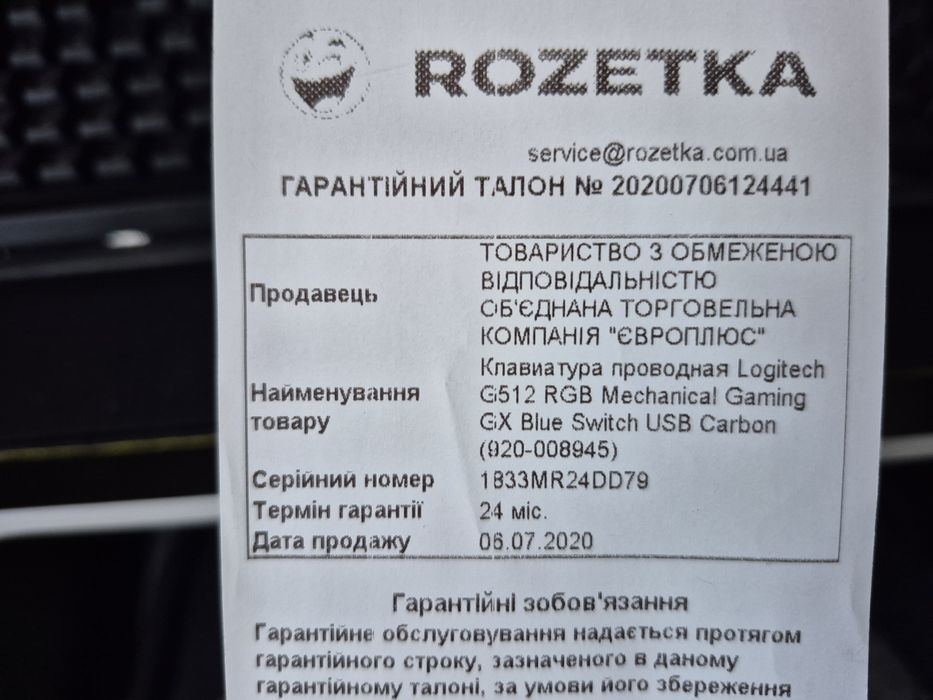 ROZETKA
service@rozetka.com.ua
ГАРАНТІЙНИЙ ТАЛОН № 20200706124441
Продавець
ТОВАРИСТВО З ОБМЕЖЕНОЮ
ВІДПОВІДАЛЬНІСТЮ
ОБ'ЄДНАНА ТОРГОВЕЛЬНА
КОМПАНІЯ "ЄВРОПЛЮС"
Найменування
товару
Клавиатура проводная Logitech
G512 RGB Mechanical Gaming
GX Blue Switch USB Carbon
(920-008945)
Серійний номер 1833MR24DD79
Термін гарантії 24 міс.
Дата продажу 06.07.2020
Гарантійні зобов'язання
Гарантійне обслуговування надається протягом
гарантійного строку, зазначеного в даному
гарантійному талоні, за умови його збереження